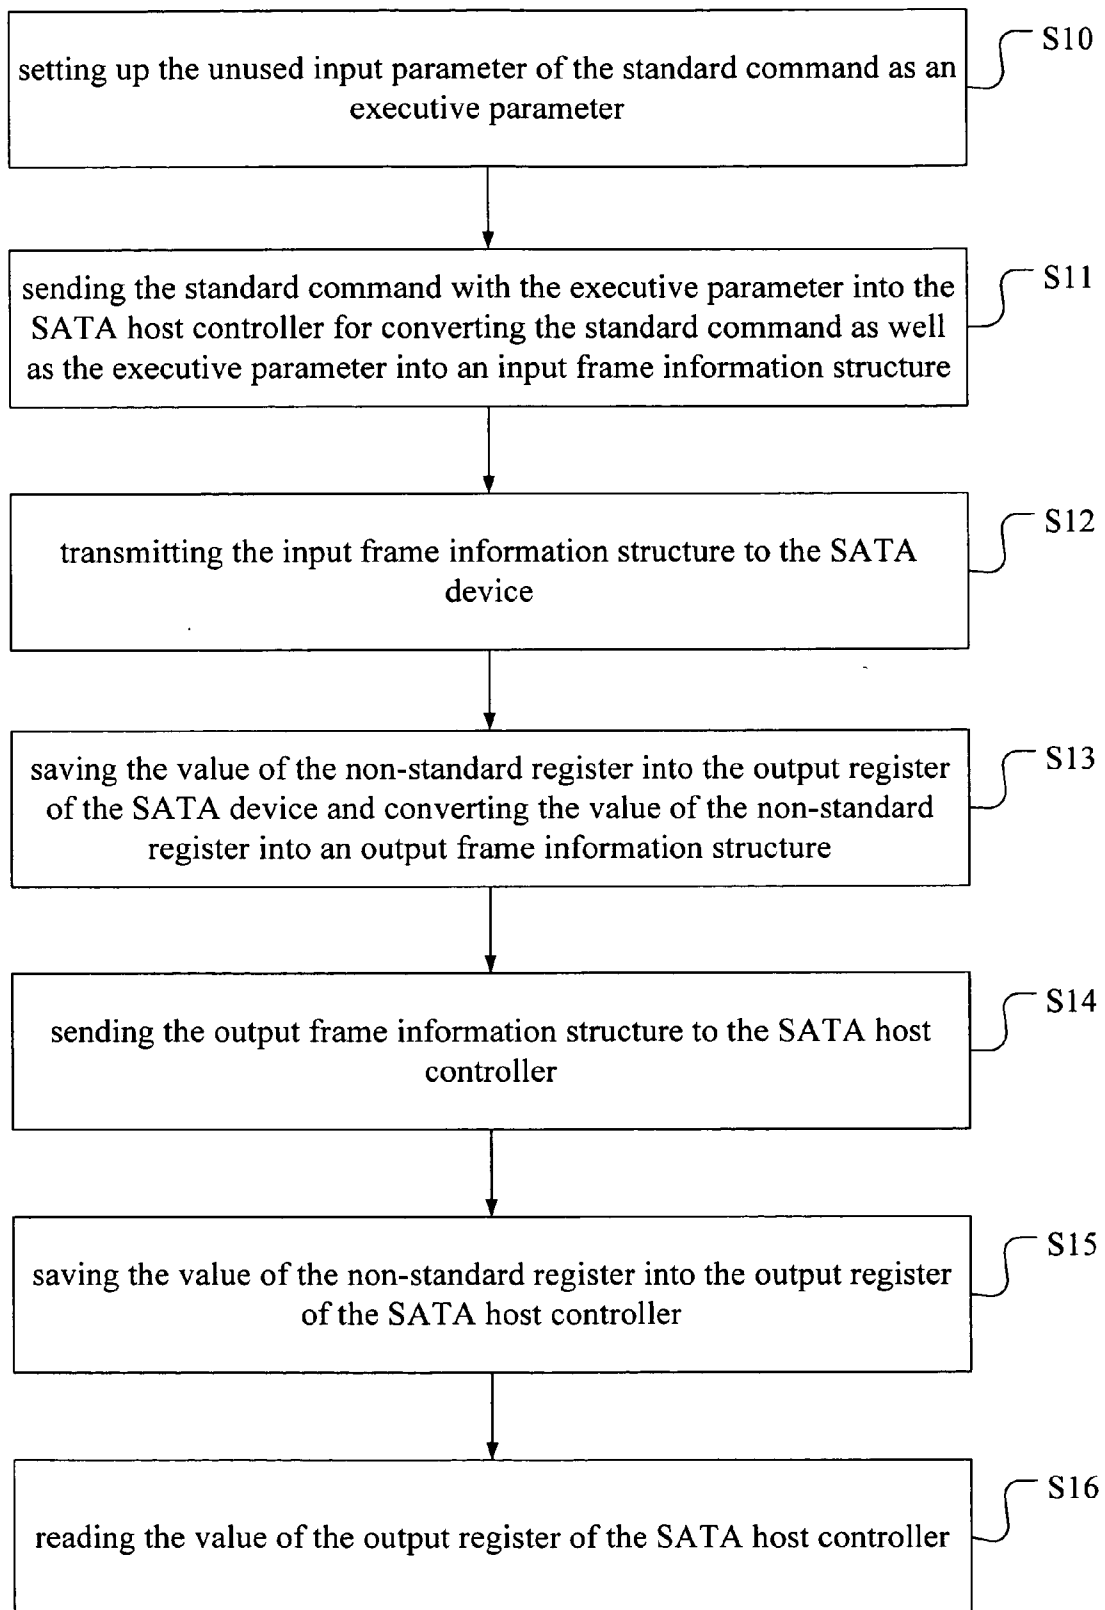 setting up the unused input parameter of the standard command as an
executive parameter
S10
sending the standard command with the executive parameter into the
SATA host controller for converting the standard command as well
as the executive parameter into an input frame information structure
S11
transmitting the input frame information structure to the SATA
device
S12
saving the value of the non-standard register into the output register
of the SATA device and converting the value of the non-standard
register into an output frame information structure
S13
sending the output frame information structure to the SATA host
controller
S14
saving the value of the non-standard register into the output register
of the SATA host controller
S15
reading the value of the output register of the SATA host controller
S16